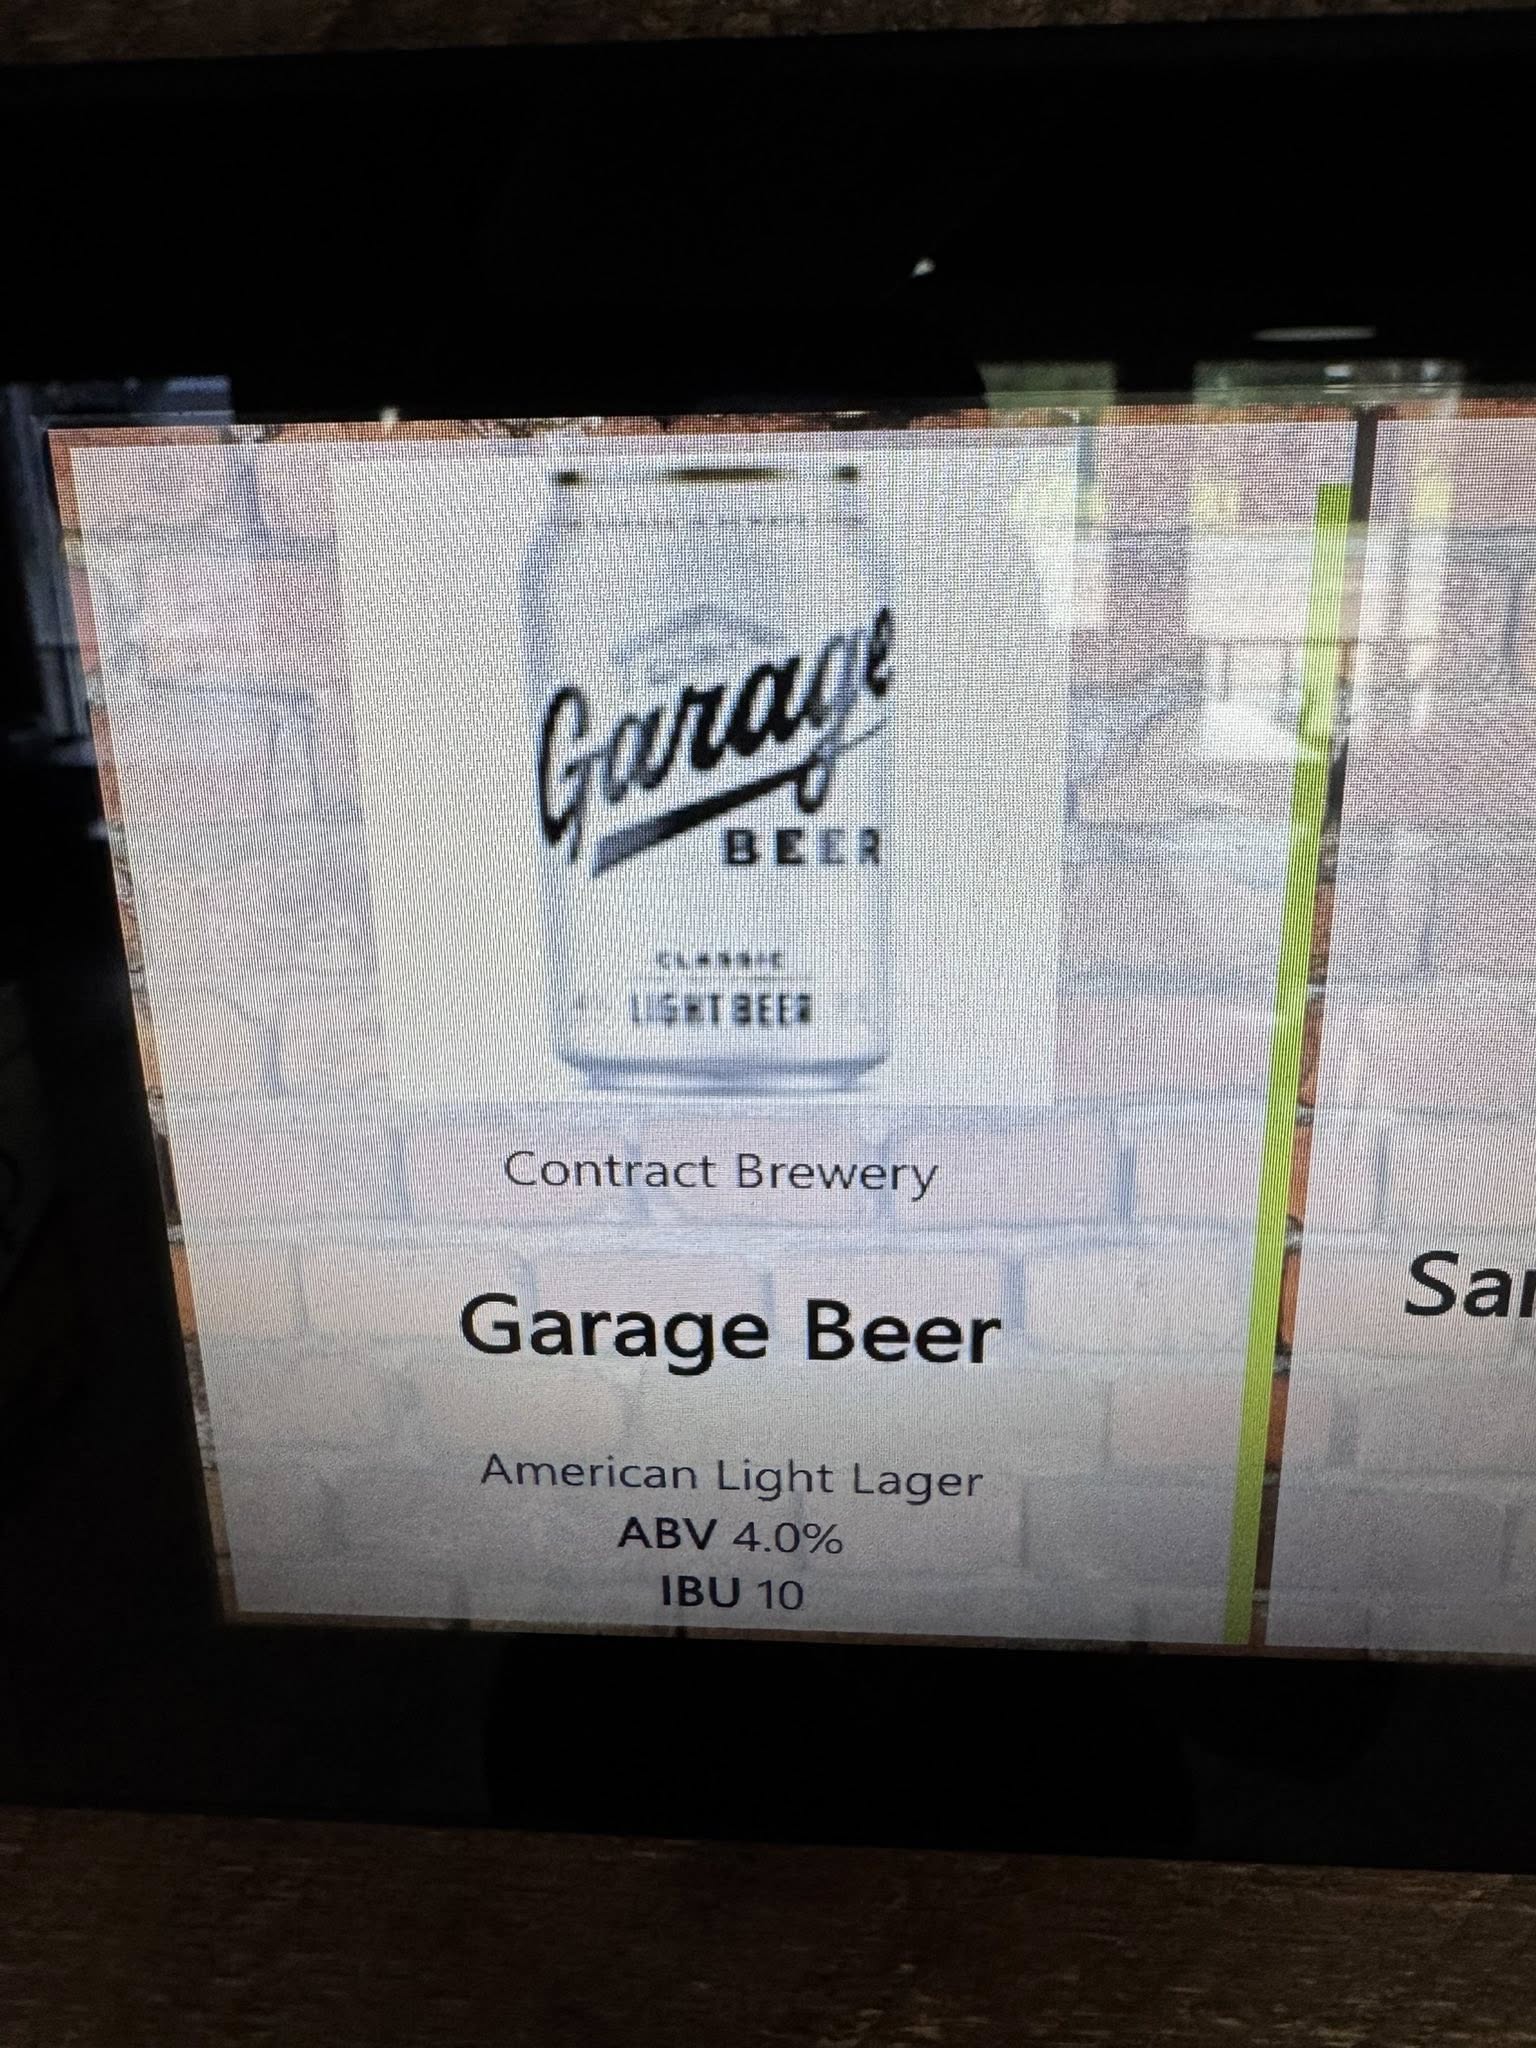 Garage
BEER
CLASSIC
LIGHT BEER
Contract Brewery
Garage Beer
American Light Lager
ABV 4.0%
IBU 10